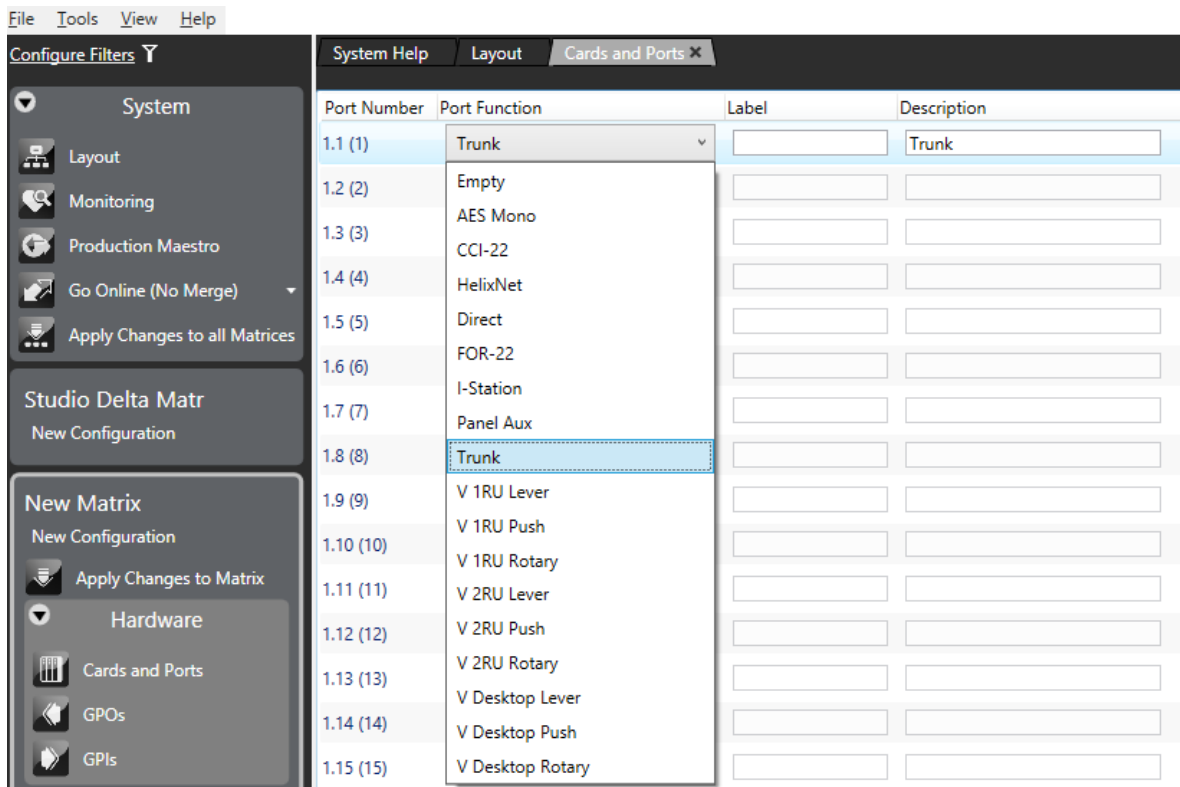 File Tools View Help
Configure Filters
System Help Layout Cards and Ports
System
Layout
Monitoring
Production Maestro
Go Online (No Merge)
Apply Changes to all Matrices
Studio Delta Matr
New Configuration
New Matrix
New Configuration
Apply Changes to Matrix
Hardware
Cards and Ports
GPOs
GPIs
Port Number Port Function Label Description
1.1 (1) Trunk Trunk
1.2 (2)
1.3 (3)
1.4 (4)
1.5 (5)
1.6 (6)
1.7 (7)
1.8 (8)
1.9 (9)
1.10 (10)
1.11 (11)
1.12 (12)
1.13 (13)
1.14 (14)
1.15 (15)
Empty
AES Mono
CCI-22
HelixNet
Direct
FOR-22
I-Station
Panel Aux
Trunk
V 1RU Lever
V 1RU Push
V 1RU Rotary
V 2RU Lever
V 2RU Push
V 2RU Rotary
V Desktop Lever
V Desktop Push
V Desktop Rotary